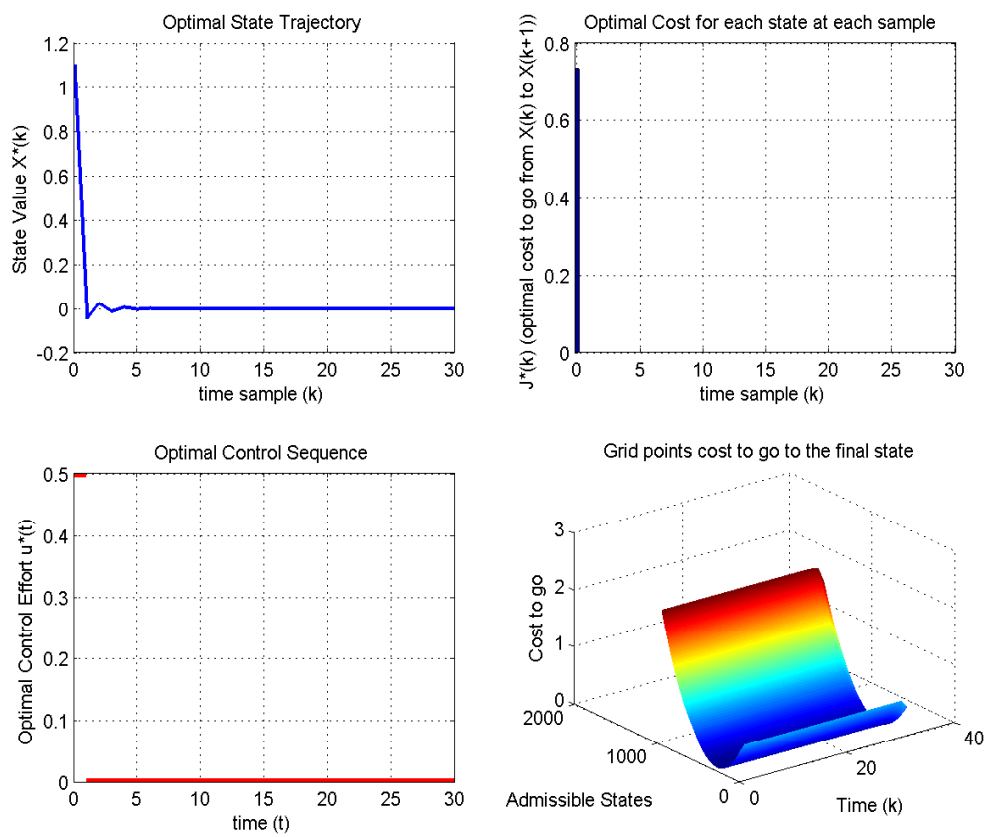 Optimal State Trajectory
1.2
1
0.8
0.6
0.4
0.2
0
-0.2
State Value X*(k)
0 5 10 15 20 25 30
time sample (k)
Optimal Cost for each state at each sample
0.8
0.6
0.4
0.2
0
J*(k) (optimal cost to go from X(k) to X(k+1))
0 5 10 15 20 25 30
time sample (k)
Optimal Control Sequence
0.5
0.4
0.3
0.2
0.1
0
Optimal Control Effort u*(t)
0 5 10 15 20 25 30
time (t)
Grid points cost to go to the final state
3
2
1
0
Cost to go
2000
1000
0
Admissible States
0
20
40
Time (k)